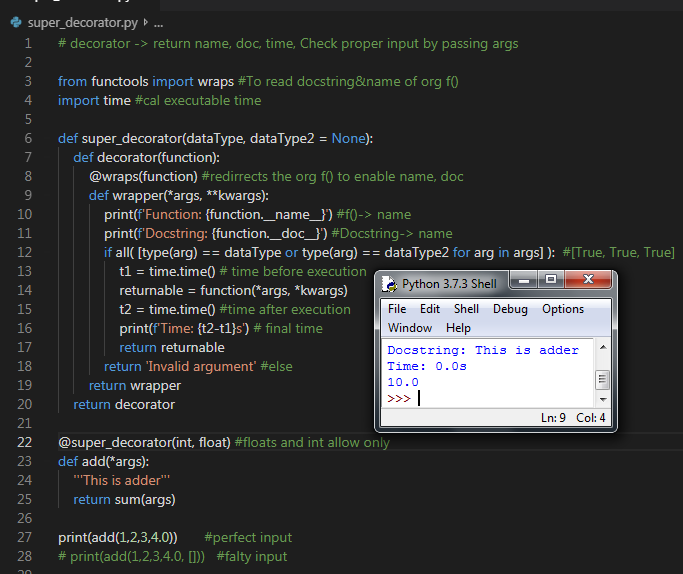 super_decorator.py > ...
1 # decorator -> return name, doc, time, Check proper input by passing args
2
3 from functools import wraps #To read docstring&name of org f()
4 import time #cal executable time
5
6 def super_decorator(dataType, dataType2 = None):
7 def decorator(function):
8 @wraps(function) #redirrects the org f() to enable name, doc
9 def wrapper(*args, **kwargs):
10 print(f'Function: {function.__name__}') #f()-> name
11 print(f'Docstring: {function.__doc__}') #Docstring-> name
12 if all( [type(arg) == dataType or type(arg) == dataType2 for arg in args] ): #[True, True, True]
13 t1 = time.time() # time before execution
14 returnable = function(*args, *kwargs)
15 t2 = time.time() #time after execution
16 print(f'Time: {t2-t1}s') # final time
17 return returnable
18 return 'Invalid argument' #else
19 return wrapper
20 return decorator
21
22 @super_decorator(int, float) #floats and int allow only
23 def add(*args):
24 '''This is adder'''
25 return sum(args)
26
27 print(add(1,2,3,4.0)) #perfect input
28 # print(add(1,2,3,4.0, [])) #falty input
Python 3.7.3 Shell
File Edit Shell Debug Options
Window Help
Docstring: This is adder
Time: 0.0s
10.0
>>>
Ln: 9 Col: 4